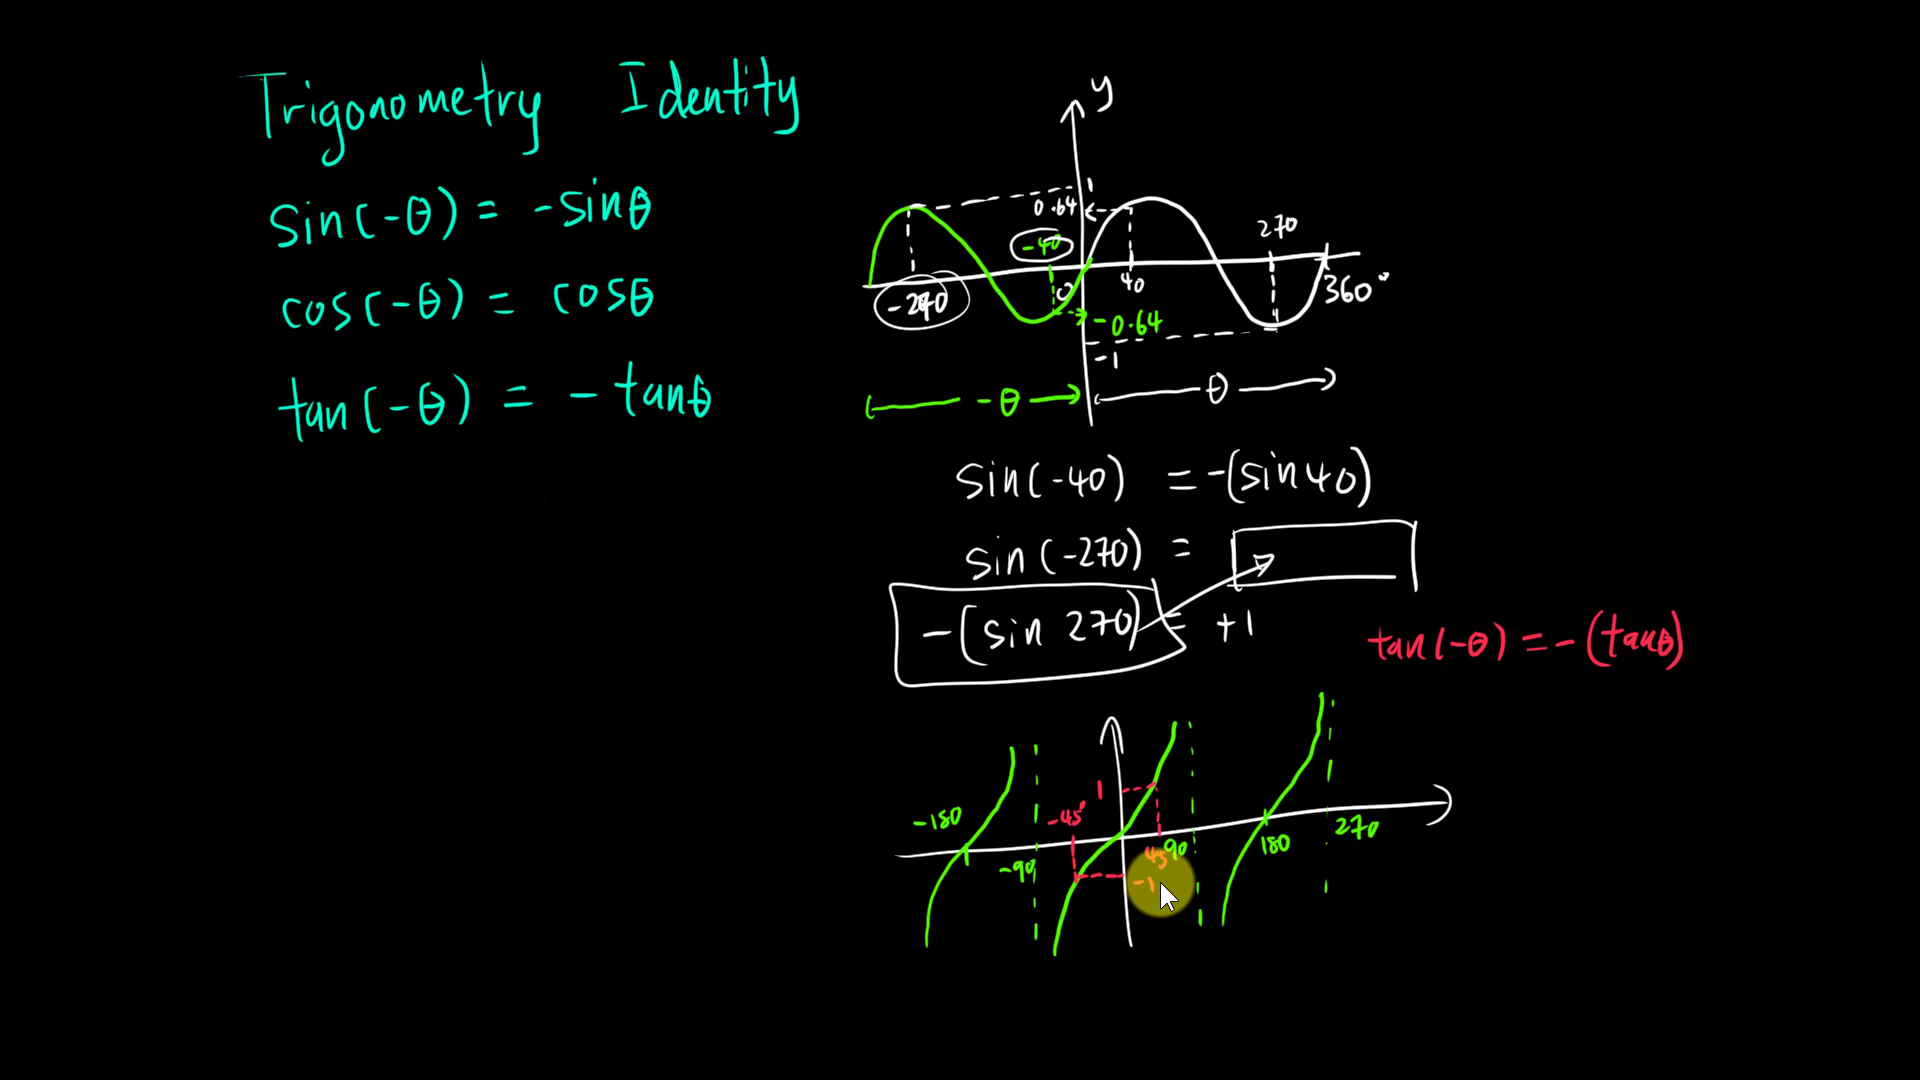 Trigonometry Identity
sin(-θ) = -sinθ
cos(-θ) = cosθ
tan(-θ) = -tanθ
y
1
0.64
-40
270
0
40
360°
-0.64
-1
-θ
θ
sin(-40) = -(sin40)
sin(-270) =
-(sin 270) = +1
tan(-θ) = -(tanθ)
1
-45°
-180
-90
45
90
180
270
-1